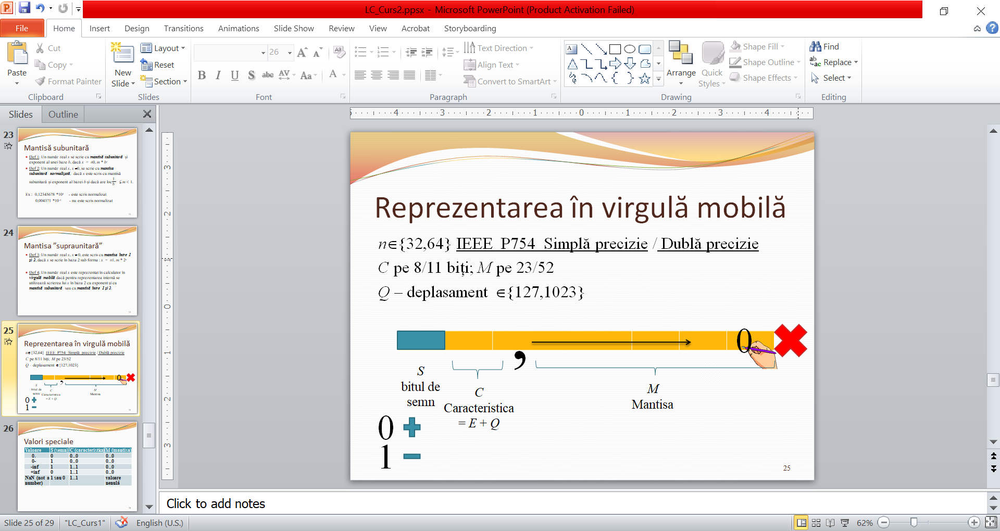 LC_Curs2.ppsx - Microsoft PowerPoint (Product Activation Failed)
File Home Insert Design Transitions Animations Slide Show Review View Acrobat Storyboarding
Paste
Cut
Copy
Format Painter
Clipboard
New
Slide
Layout
Reset
Section
Slides
26
Font
Text Direction
Align Text
Convert to SmartArt
Paragraph
Arrange
Quick
Styles
Shape Fill
Shape Outline
Shape Effects
Drawing
Find
Replace
Select
Editing
Slides Outline
23
Mantisă subunitară
Def 1: Un număr real x se scrie cu mantisă subunitară și
exponent al unei baze b, dacă x = ±0, m * bᵉ
Def 2: Un număr real x, x ≠0, se scrie cu mantisa
subunitară normalizată, dacă x este scris cu mantisă
subunitară și exponent al bazei b și dacă are loc 1/b ≤ m < 1.
Ex : 0,12345678 *10 - este scris normalizat
0,004371 *10 - nu este scris normalizat
24
Mantisa ”supraunitară”
Def 3: Un număr real x, x ≠ 0, este scris cu mantisa între 1
și 2, dacă x se scrie în baza 2 sub forma : x = ±1, m * 2ᵉ
Def 4: Un număr real x este reprezentat în calculator în
virgulă mobilă dacă pentru reprezentarea internă se
utilizează scrierea lui x în baza 2 cu exponent și cu
mantisă subunitară sau cu mantisă între 1 și 2.
25
Reprezentarea în virgulă mobilă
n∈{32,64} IEEE P754 Simplă precizie / Dublă precizie
C pe 8/11 biți; M pe 23/52
Q – deplasament ∈{127,1023}
0
,
S
bitul de
semn
C
Caracteristica
= E + Q
M
Mantisa
0 +
1 −
26
Valori speciale
Valoare S (semn) C (caracteristica) M (mantisa)
0+ 0 0...0 0...0
0- 1 0...0 0...0
-inf 1 1...1 0...0
+inf 0 1...1 0...0
NaN (not a number) 1 sau 0 1...1 valoare nenulă
5 4 3 2 1 0 1 2 3 4
3
2
1
0
1
2
3
Reprezentarea în virgulă mobilă
n∈{32,64} IEEE P754 Simplă precizie / Dublă precizie
C pe 8/11 biți; M pe 23/52
Q – deplasament ∈{127,1023}
0
,
S
bitul de
semn
C
Caracteristica
= E + Q
M
Mantisa
0 +
1 −
25
Click to add notes
Slide 25 of 29 "LC_Curs1" English (U.S.) 62%